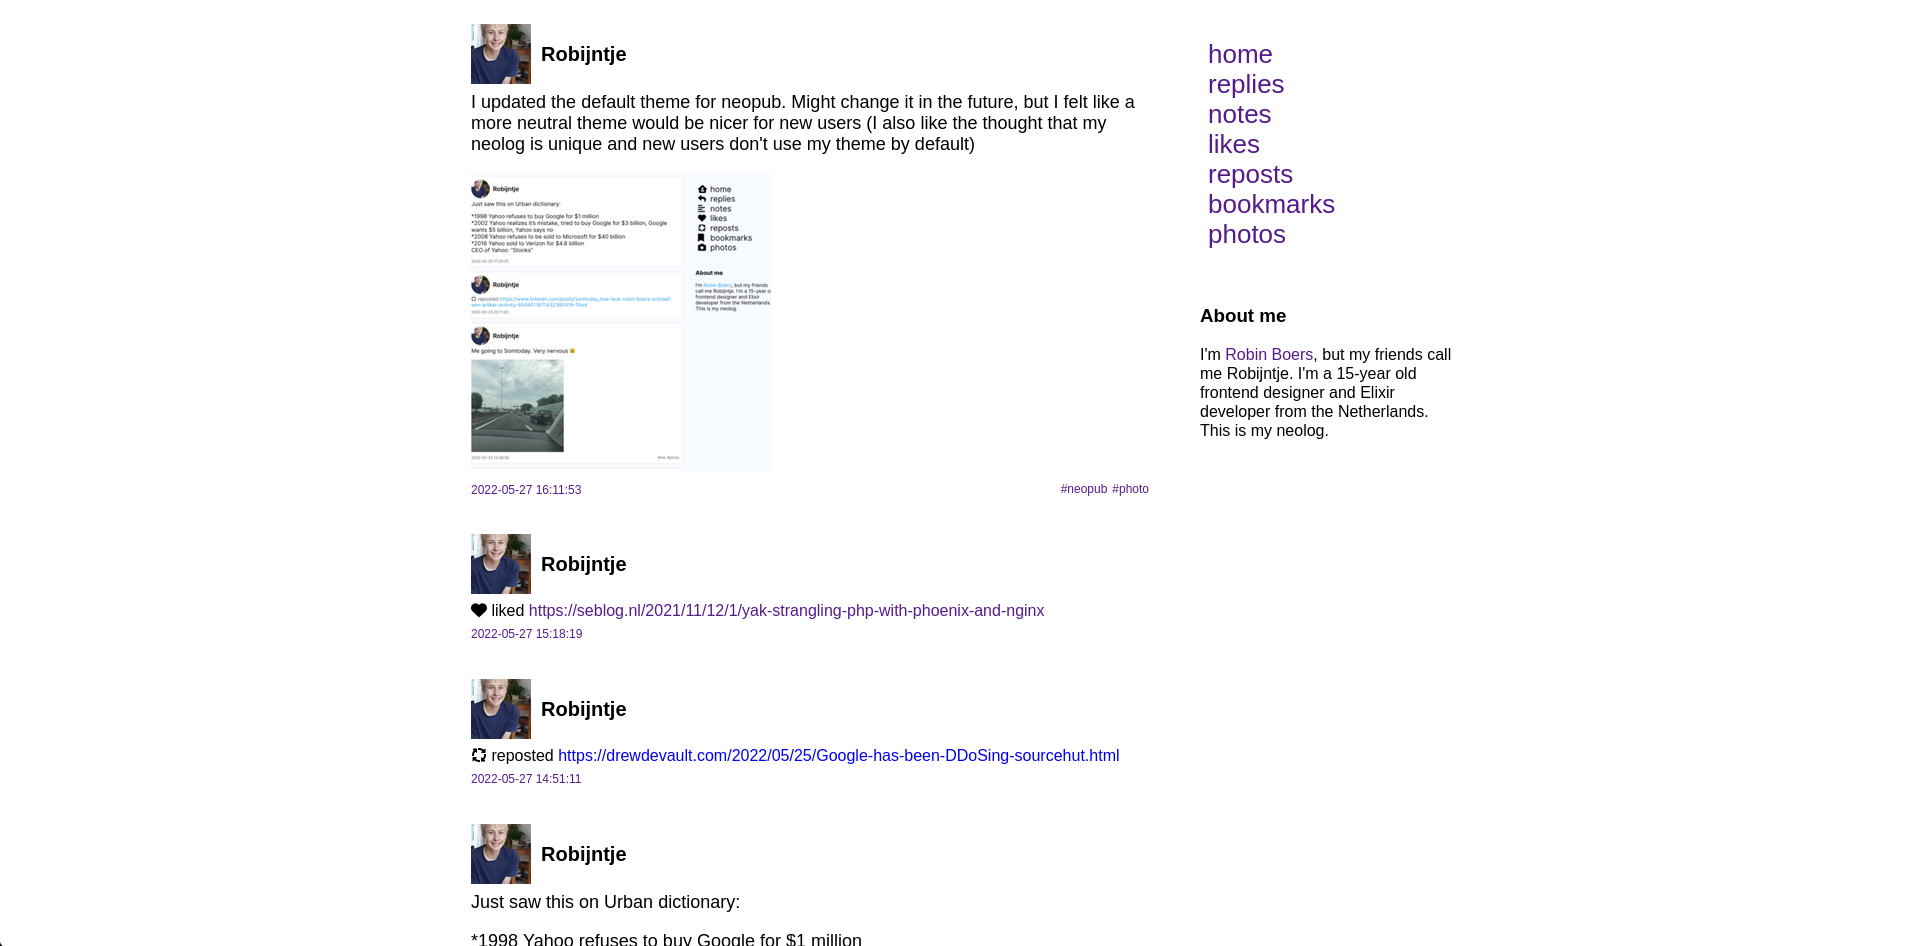 Robijntje
I updated the default theme for neopub. Might change it in the future, but I felt like a
more neutral theme would be nicer for new users (I also like the thought that my
neolog is unique and new users don't use my theme by default)
Robijntje
Just saw this on Urban dictionary:
*1998 Yahoo refuses to buy Google for $1 million
*2002 Yahoo realizes it's mistake, tried to buy Google for $3 billion, Google
wants $5 billion, Yahoo says no
*2008 Yahoo refuses to be sold to Microsoft for $40 billion
*2016 Yahoo sold to Verizon for $4.6 billion
CEO of Yahoo: "Stonks"
home
replies
notes
likes
reposts
bookmarks
photos
About me
I'm Robin Boers, but my friends
call me Robijntje. I'm a 15-year o
frontend designer and Elixir
developer from the Netherlands.
This is my neolog.
Robijntje
reposted
Robijntje
Me going to Somtoday. Very nervous
2022-05-27 16:11:53
#neopub #photo
Robijntje
liked https://seblog.nl/2021/11/12/1/yak-strangling-php-with-phoenix-and-nginx
2022-05-27 15:18:19
Robijntje
reposted https://drewdevault.com/2022/05/25/Google-has-been-DDoSing-sourcehut.html
2022-05-27 14:51:11
Robijntje
Just saw this on Urban dictionary:
*1998 Yahoo refuses to buy Google for $1 million
home
replies
notes
likes
reposts
bookmarks
photos
About me
I'm Robin Boers, but my friends call
me Robijntje. I'm a 15-year old
frontend designer and Elixir
developer from the Netherlands.
This is my neolog.